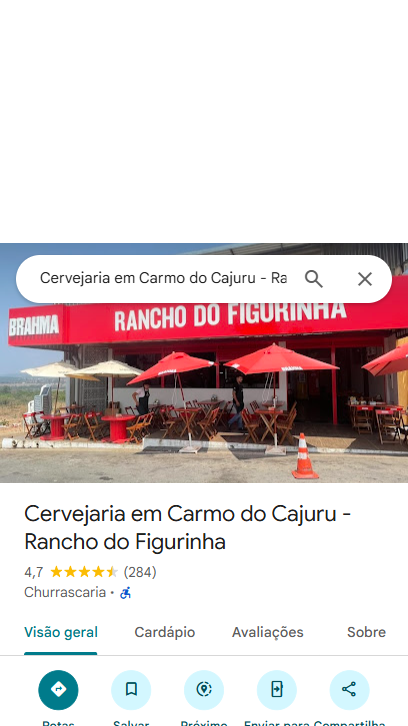 Cervejaria em Carmo do Cajuru - Ra
BRAHMA
RANCHO DO FIGURINHA
Cervejaria em Carmo do Cajuru -
Rancho do Figurinha
4,7 (284)
Churrascaria ·
Visão geral Cardápio Avaliações Sobre
Rotas Salvar Próximo Enviar para Compartilha